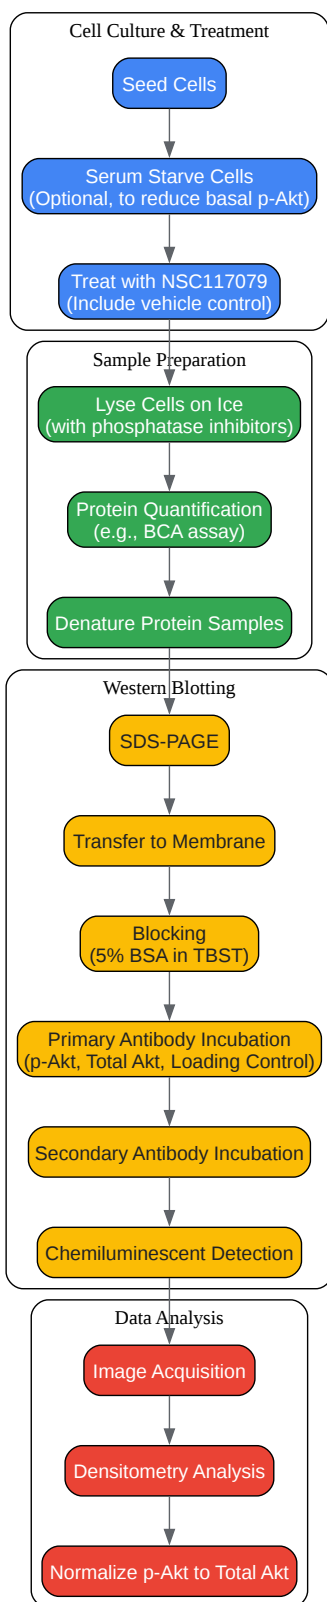 Cell Culture & Treatment
Seed Cells
Serum Starve Cells
(Optional, to reduce basal p-Akt)
Treat with NSC117079
(Include vehicle control)
Sample Preparation
Lyse Cells on Ice
(with phosphatase inhibitors)
Protein Quantification
(e.g., BCA assay)
Denature Protein Samples
Western Blotting
SDS-PAGE
Transfer to Membrane
Blocking
(5% BSA in TBST)
Primary Antibody Incubation
(p-Akt, Total Akt, Loading Control)
Secondary Antibody Incubation
Chemiluminescent Detection
Data Analysis
Image Acquisition
Densitometry Analysis
Normalize p-Akt to Total Akt